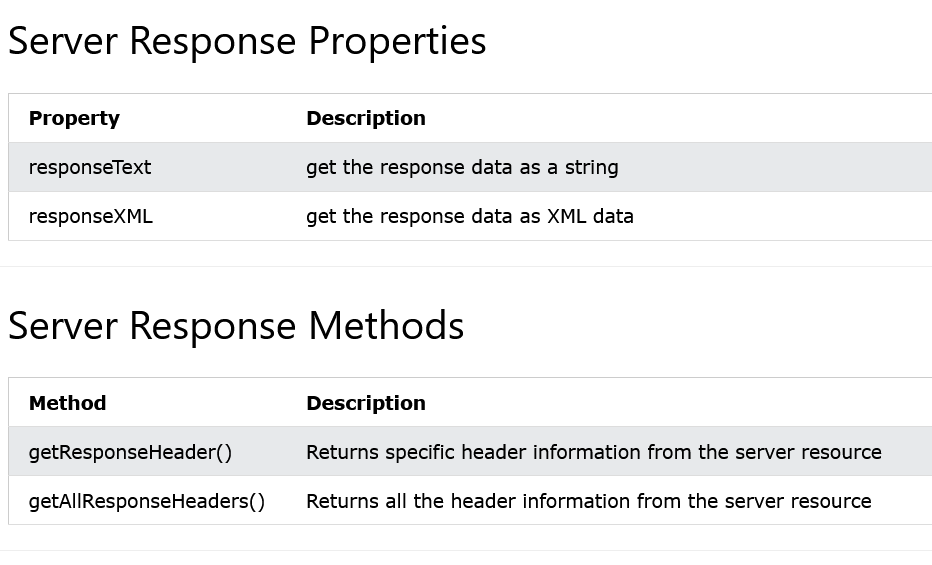 Server Response Properties
Property Description
responseText get the response data as a string
responseXML get the response data as XML data
Server Response Methods
Method Description
getResponseHeader() Returns specific header information from the server resource
getAllResponseHeaders() Returns all the header information from the server resource